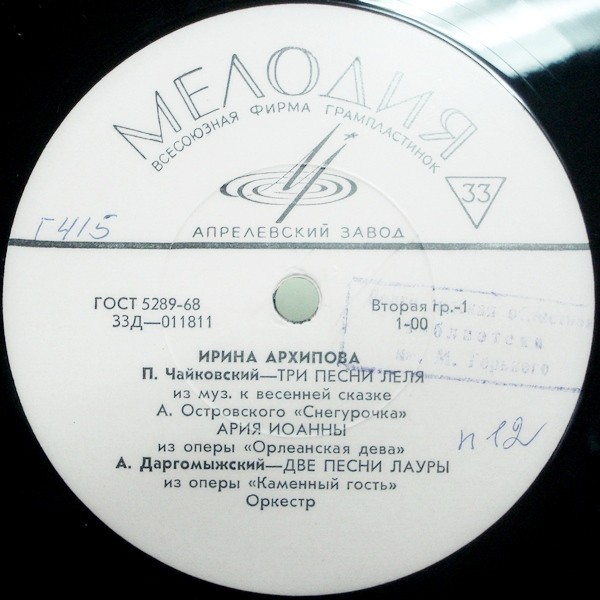 МЕЛОДИЯ
ВСЕСОЮЗНАЯ ФИРМА ГРАМПЛАСТИНОК
33
АПРЕЛЕВСКИЙ ЗАВОД
Г415
ГОСТ 5289-68
33Д—011811
Вторая гр.-1
1-00
М. Горького
ИРИНА АРХИПОВА
П. Чайковский—ТРИ ПЕСНИ ЛЕЛЯ
из муз. к весенней сказке
А. Островского «Снегурочка»
АРИЯ ИОАННЫ
из оперы «Орлеанская дева»
А. Даргомыжский—ДВЕ ПЕСНИ ЛАУРЫ
из оперы «Каменный гость»
Оркестр
п12